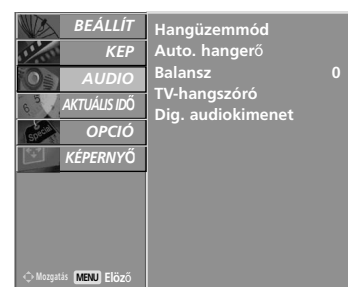 BEÁLLÍT
KEP
AUDIO
AKTUÁLIS IDŐ
OPCIÓ
KÉPERNYŐ
Hangüzemmód
Auto. hangerő
Balansz 0
TV-hangszóró
Dig. audiokimenet
Mozgatás MENU Előző